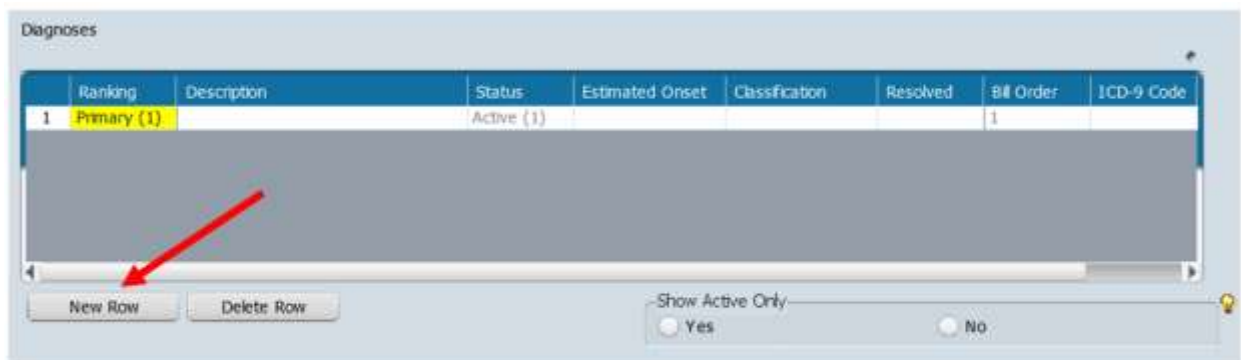 Diagnoses
Ranking Description Status Estimated Onset Classification Resolved Bill Order ICD-9 Code
1 Primary (1) Active (1) 1
New Row Delete Row Show Active Only
Yes No